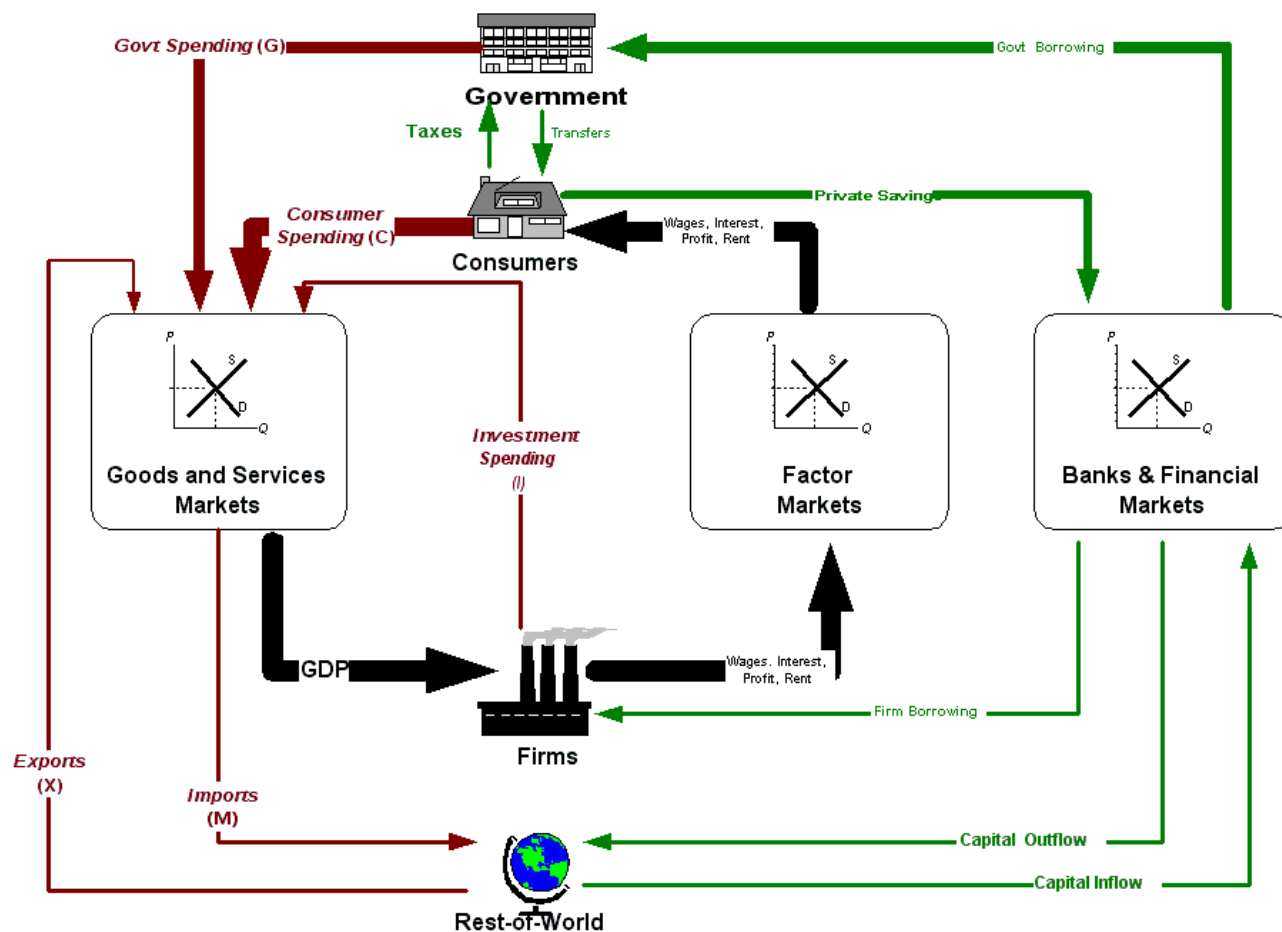 Govt Spending (G)
Govt Borrowing
Government
Taxes
Transfers
Private Savings
Consumer
Spending (C)
Wages, Interest,
Profit, Rent
Consumers
P
S
D
Q
Goods and Services
Markets
Investment
Spending
(I)
P
S
D
Q
Factor
Markets
P
S
D
Q
Banks & Financial
Markets
GDP
Wages. Interest,
Profit, Rent
Firm Borrowing
Firms
Exports
(X)
Imports
(M)
Capital Outflow
Capital Inflow
Rest-of-World